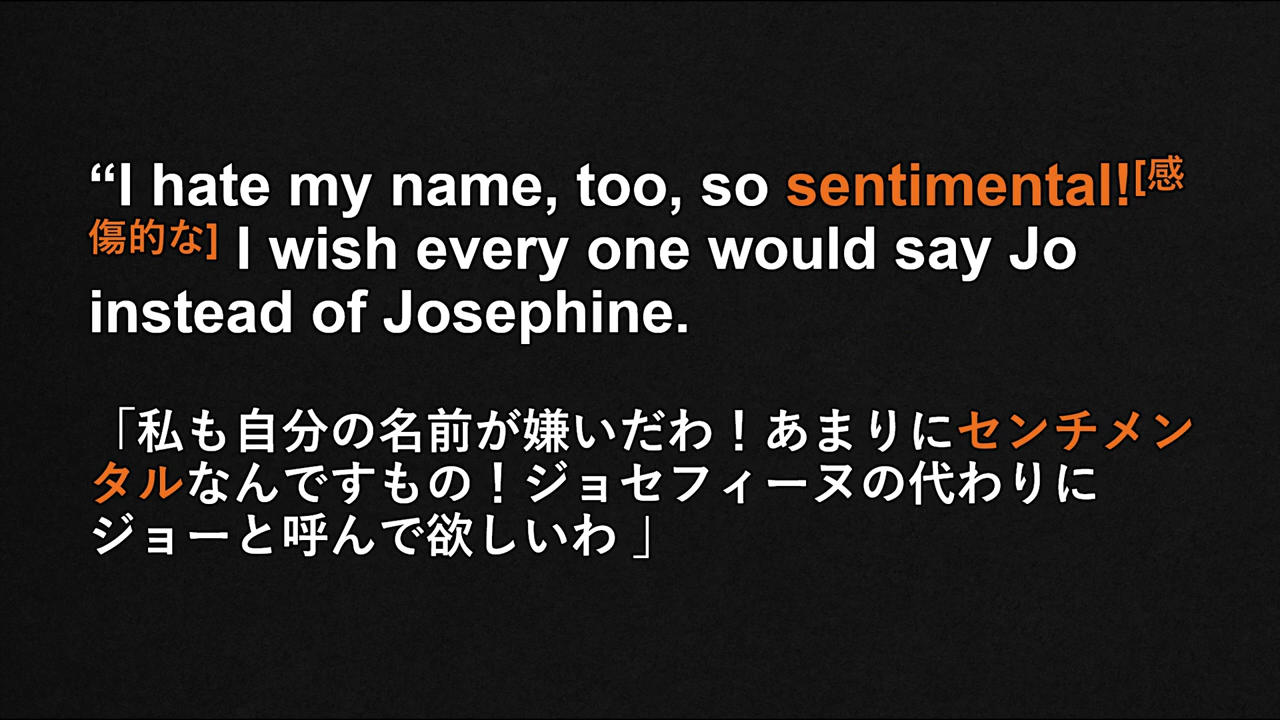 “I hate my name, too, so sentimental![感
傷的な] I wish every one would say Jo
instead of Josephine.
「私も自分の名前が嫌いだわ！あまりにセンチメン
タルなんですもの！ジョセフィーヌの代わりに
ジョーと呼んで欲しいわ 」